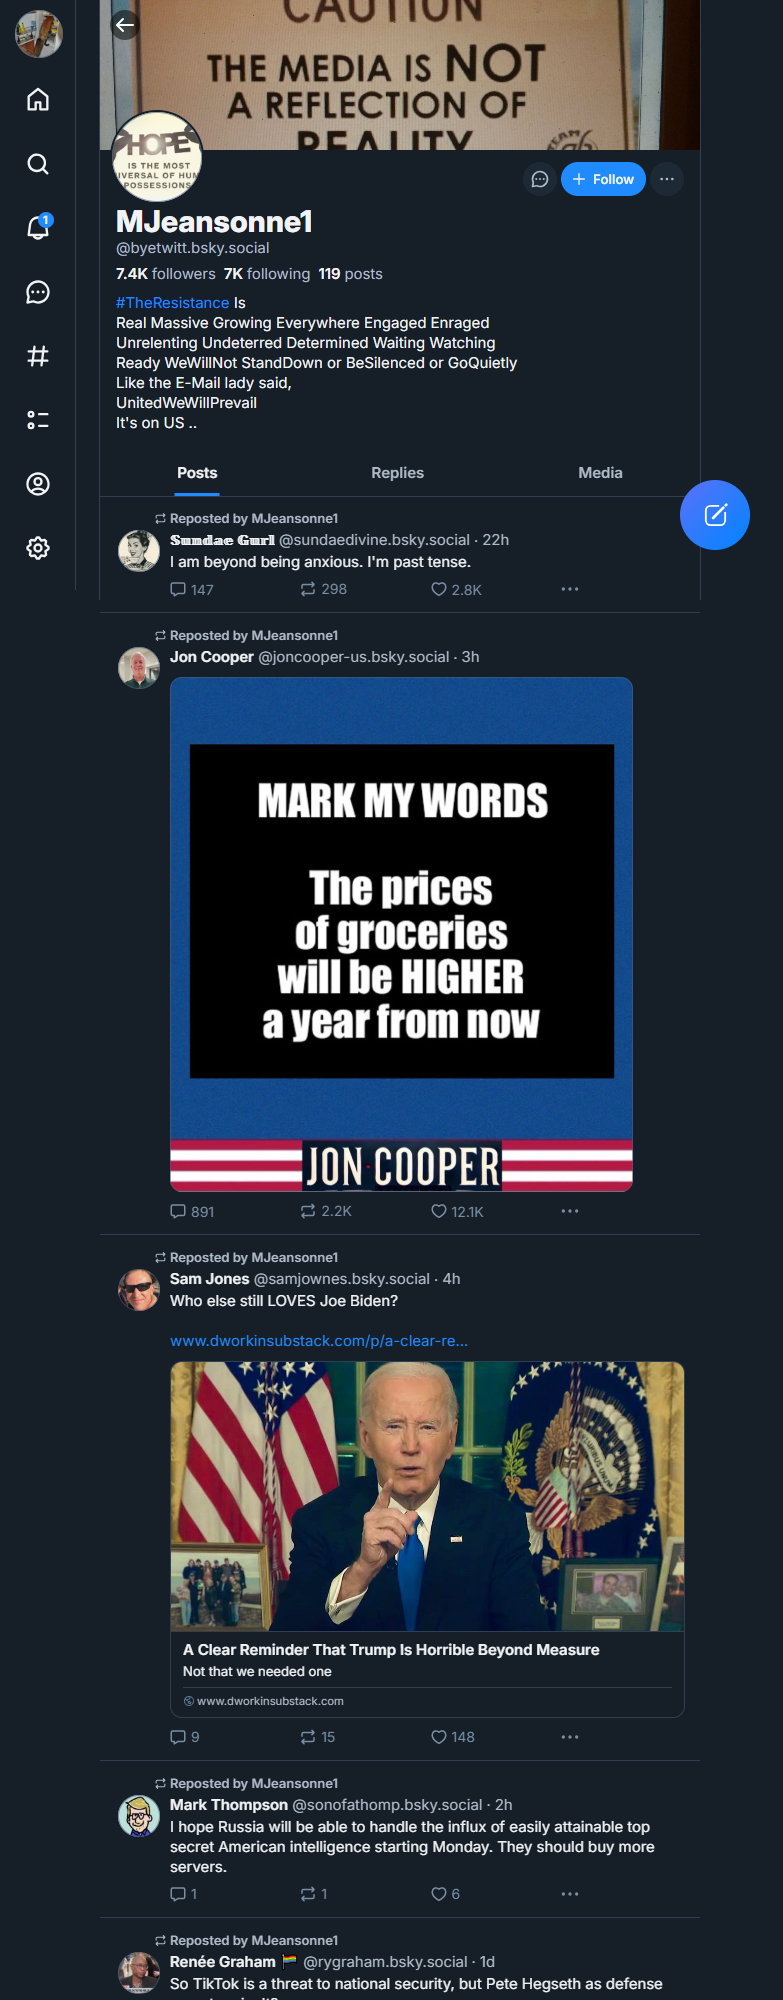 CAUTION
THE MEDIA IS NOT
A REFLECTION OF
REALITY
HOPE
IS THE MOST
POSSESSIONS
Follow
MJeansonne1
@byetwitt.bsky.social
7.4K followers 7K following 119 posts
#TheResistance Is
Real Massive Growing Everywhere Engaged Enraged
Unrelenting Undeterred Determined Waiting Watching
Ready WeWillNot StandDown or BeSilenced or GoQuietly
Like the E-Mail lady said,
UnitedWeWillPrevail
It's on US ..
1
Posts Replies Media
Reposted by MJeansonne1
Sundae Gurl @sundaedivine.bsky.social · 22h
I am beyond being anxious. I'm past tense.
147 298 2.8K
Reposted by MJeansonne1
Jon Cooper @joncooper-us.bsky.social · 3h
MARK MY WORDS
The prices
of groceries
will be HIGHER
a year from now
JON COOPER
891 2.2K 12.1K
Reposted by MJeansonne1
Sam Jones @samjownes.bsky.social · 4h
Who else still LOVES Joe Biden?
www.dworkinsubstack.com/p/a-clear-re...
A Clear Reminder That Trump Is Horrible Beyond Measure
Not that we needed one
www.dworkinsubstack.com
9 15 148
Reposted by MJeansonne1
Mark Thompson @sonofathomp.bsky.social · 2h
I hope Russia will be able to handle the influx of easily attainable top
secret American intelligence starting Monday. They should buy more
servers.
1 1 6
Reposted by MJeansonne1
Renée Graham 🏳️‍🌈 @rygraham.bsky.social · 1d
So TikTok is a threat to national security, but Pete Hegseth as defense